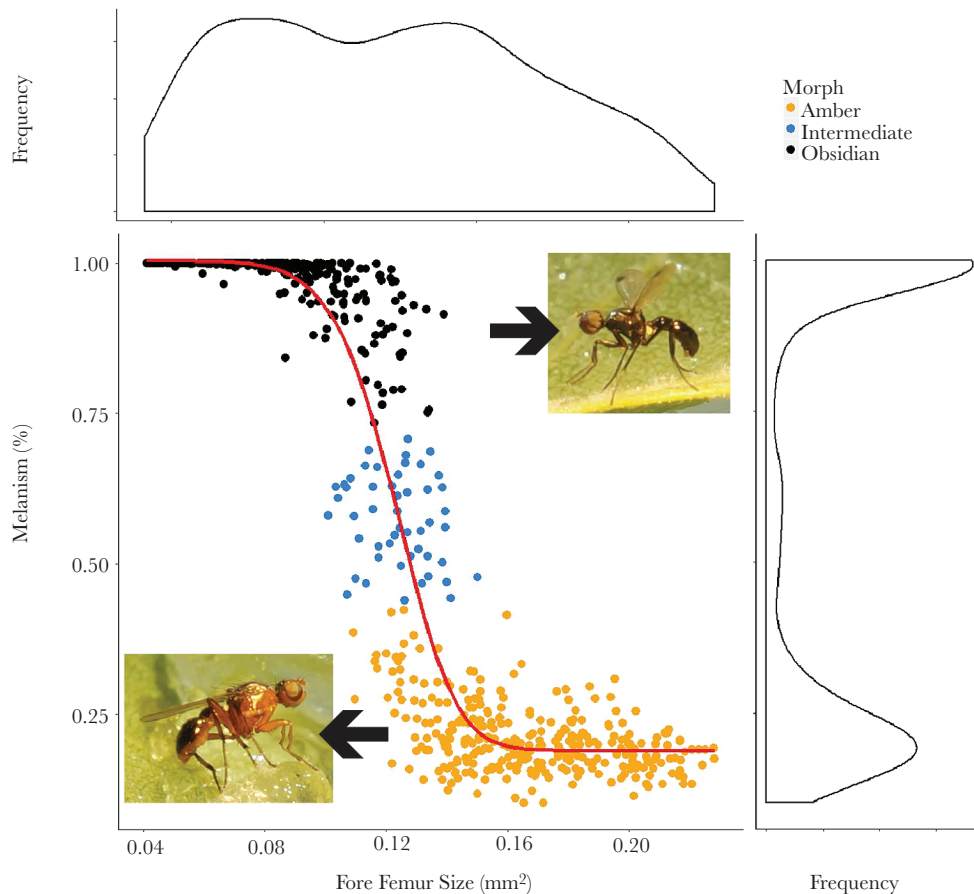 Frequency
Morph
Amber
Intermediate
Obsidian
Melanism (%)
1.00
0.75
0.50
0.25
0.04
0.08
0.12
0.16
0.20
Fore Femur Size (mm²)
Frequency